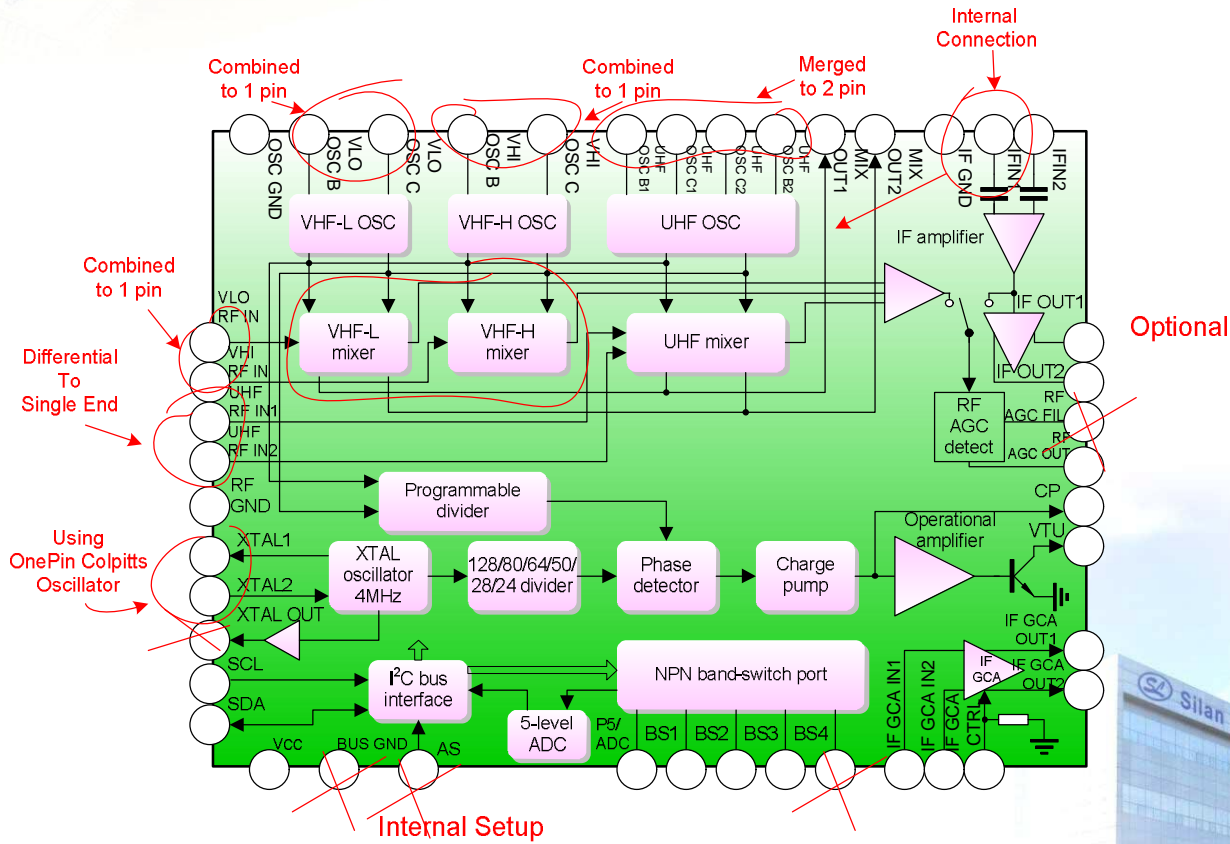 Internal
Connection
Combined
to 1 pin
Combined
to 1 pin
Merged
to 2 pin
OSC GND
VLO
OSC B
VLO
OSC C
VHI
OSC B
VHI
OSC C
UHF
OSC B1
UHF
OSC C1
UHF
OSC C2
UHF
OSC B2
MIX
OUT1
MIX
OUT2
IF GND
IFIN1
IFIN2
VHF-L OSC
VHF-H OSC
UHF OSC
IF amplifier
Combined
to 1 pin
VLO
RF IN
VHI
RF IN
UHF
RF IN1
UHF
RF IN2
RF
GND
Differential
To
Single End
VHF-L
mixer
VHF-H
mixer
UHF mixer
IF OUT1
IF OUT2
Optional
RF
AGC
detect
RF
AGC FIL
RF
AGC OUT
CP
VTU
Programmable
divider
Operational
amplifier
Using
OnePin Colpitts
Oscillator
XTAL1
XTAL2
XTAL OUT
XTAL
oscillator
4MHz
128/80/64/50/
28/24 divider
Phase
detector
Charge
pump
SCL
SDA
I²C bus
interface
NPN band-switch port
5-level
ADC
P5/
ADC
BS1
BS2
BS3
BS4
IF GCA IN1
IF GCA IN2
IF GCA
CTRL
IF
GCA
IF GCA
OUT1
IF GCA
OUT2
Vcc
BUS GND
AS
Internal Setup
Silan